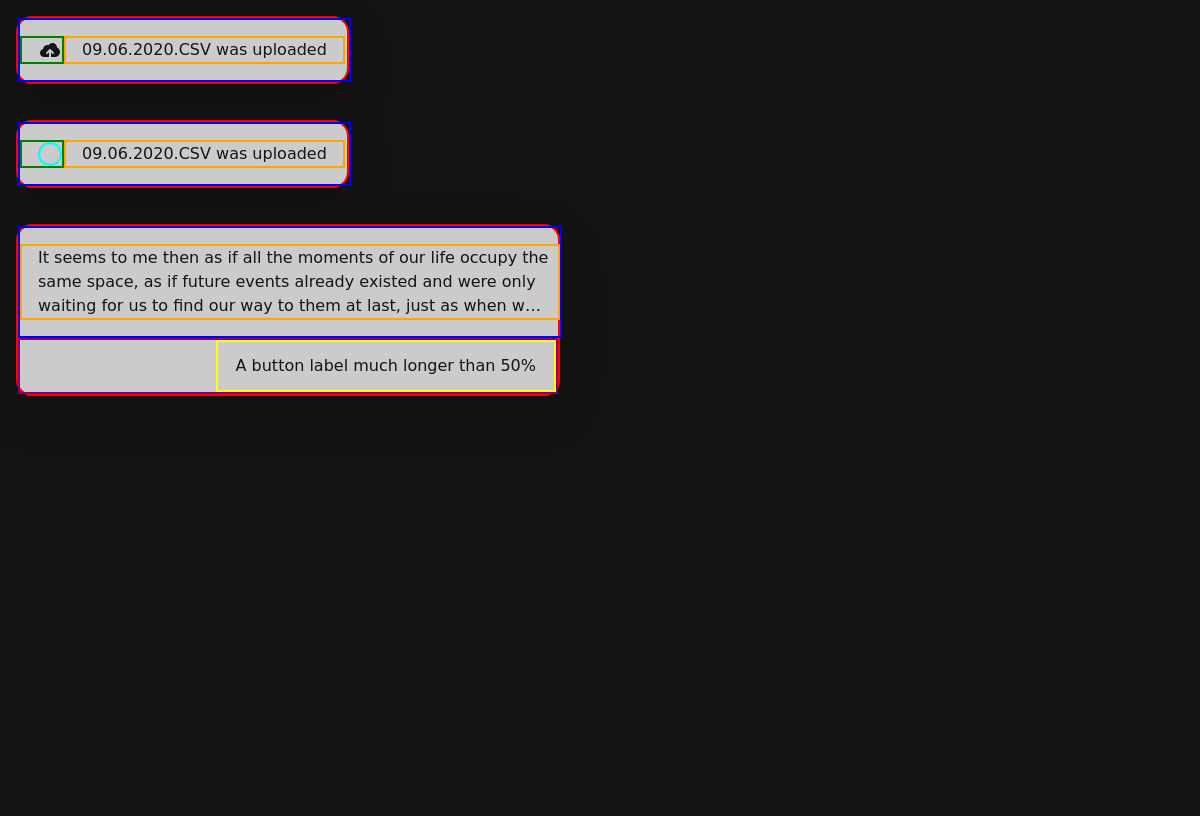 09.06.2020.CSV was uploaded
09.06.2020.CSV was uploaded
It seems to me then as if all the moments of our life occupy the
same space, as if future events already existed and were only
waiting for us to find our way to them at last, just as when w…
A button label much longer than 50%